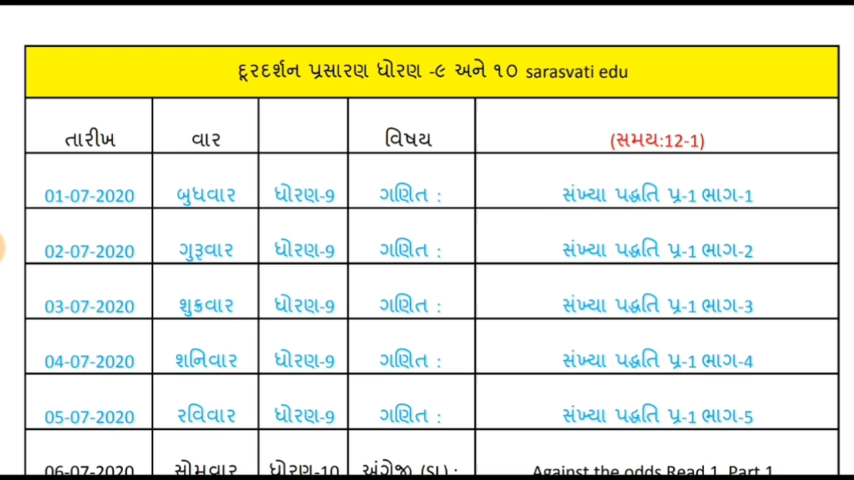 દૂરદર્શન પ્રસારણ ધોરણ -૯ અને ૧૦ sarasvati edu
તારીખ વાર વિષય (સમય:12-1)
01-07-2020 બુધવાર ધોરણ-9 ગણિત : સંખ્યા પદ્ધતિ પ્ર-1 ભાગ-1
02-07-2020 ગુરૂવાર ધોરણ-9 ગણિત : સંખ્યા પદ્ધતિ પ્ર-1 ભાગ-2
03-07-2020 શુક્રવાર ધોરણ-9 ગણિત : સંખ્યા પદ્ધતિ પ્ર-1 ભાગ-3
04-07-2020 શનિવાર ધોરણ-9 ગણિત : સંખ્યા પદ્ધતિ પ્ર-1 ભાગ-4
05-07-2020 રવિવાર ધોરણ-9 ગણિત : સંખ્યા પદ્ધતિ પ્ર-1 ભાગ-5
06-07-2020 સોમવાર ધોરણ-10 અંગ્રેજી (SL) : Against the odds Read 1, Part 1